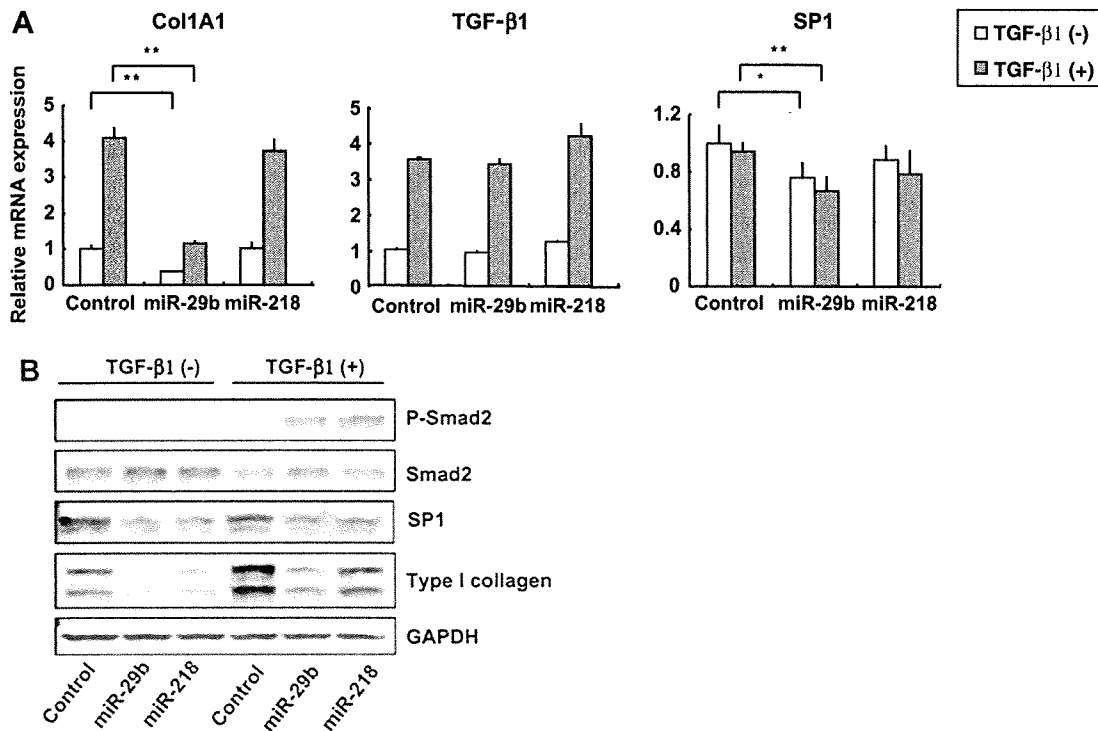 A
Col1A1
TGF-β1
SP1
TGF-β1 (-)
TGF-β1 (+)
Relative mRNA expression
**
**
5
4
3
2
1
0
Control miR-29b miR-218
5
4
3
2
1
0
Control miR-29b miR-218
**
*
1.2
0.8
0.4
0
Control miR-29b miR-218
B
TGF-β1 (-) TGF-β1 (+)
P-Smad2
Smad2
SP1
Type I collagen
GAPDH
Control miR-29b miR-218 Control miR-29b miR-218